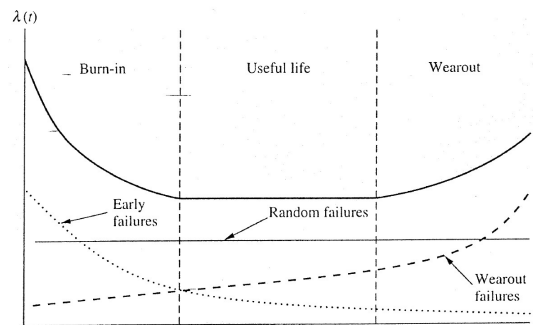 λ(t)
Burn-in
Useful life
Wearout
Early
failures
Random failures
Wearout
failures